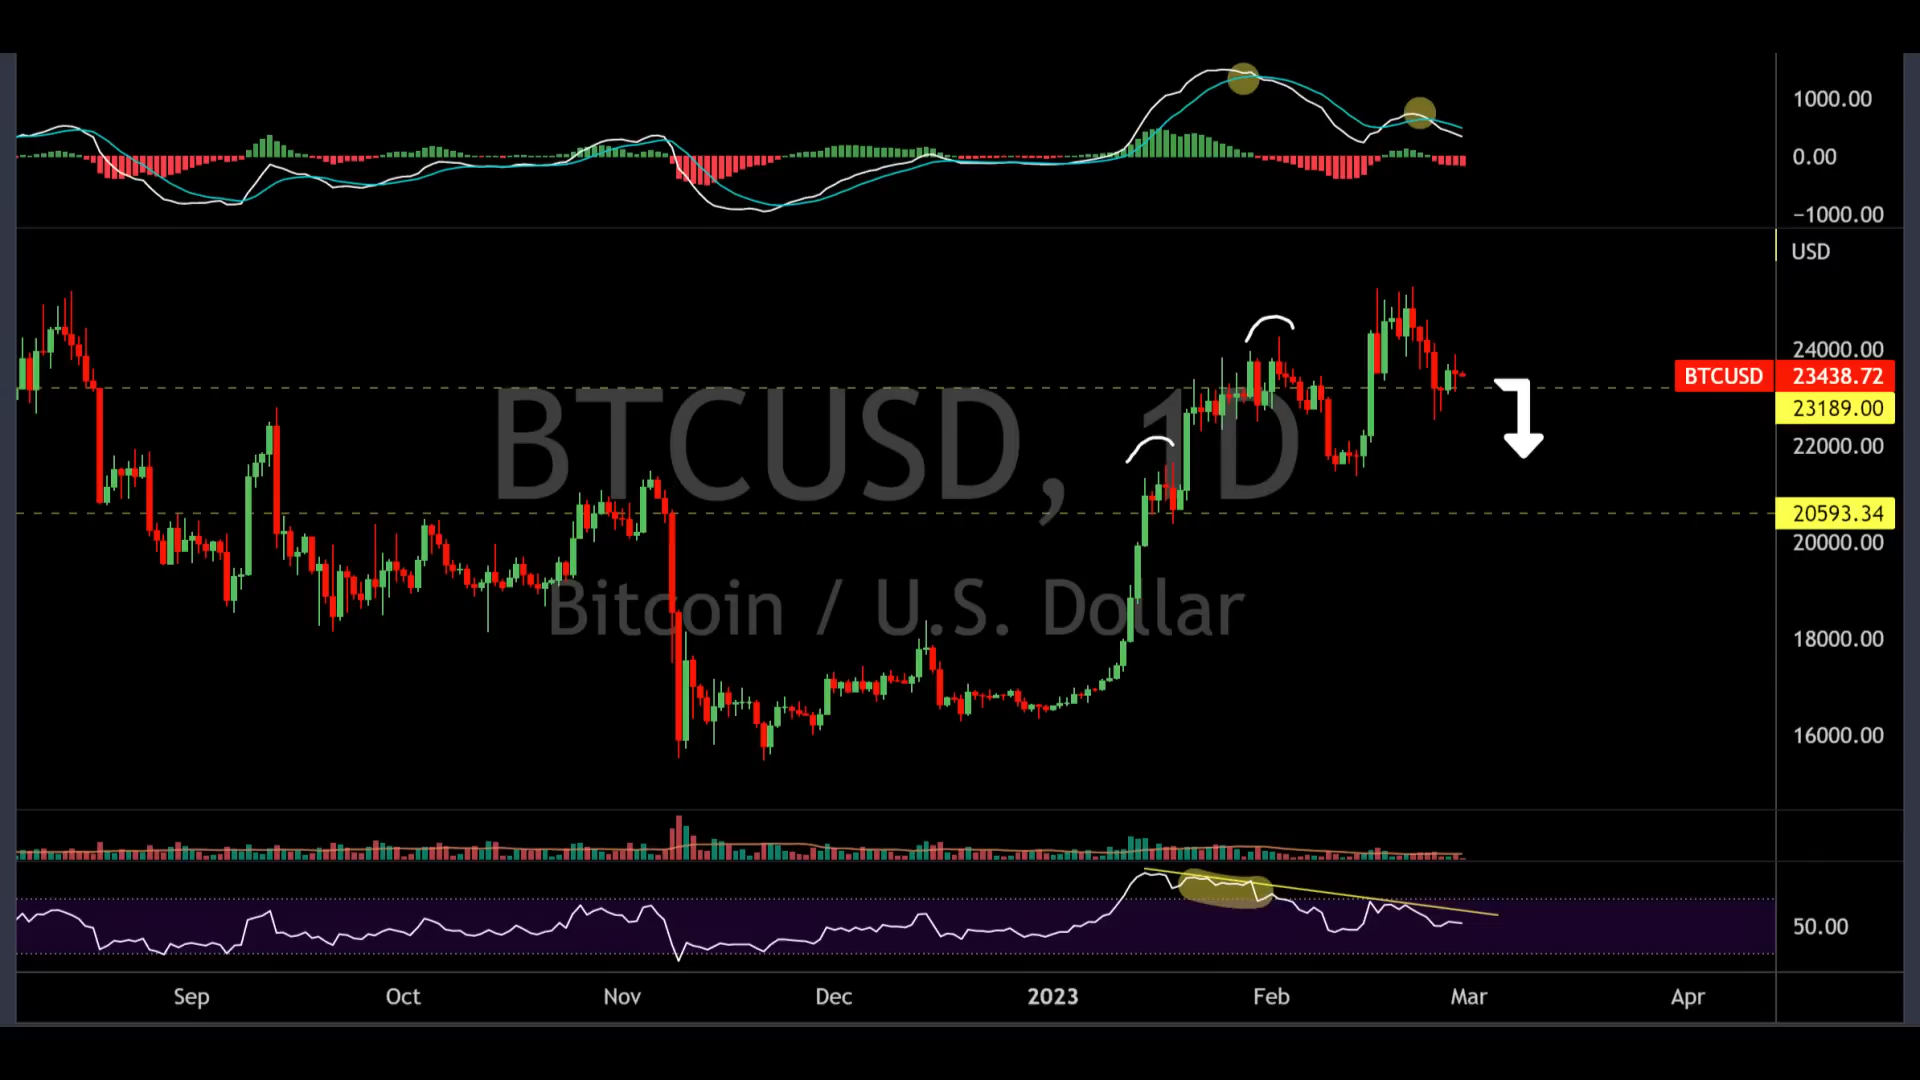 1000.00
0.00
−1000.00
USD
24000.00
BTCUSD 23438.72
23189.00
22000.00
20593.34
20000.00
18000.00
16000.00
BTCUSD, 1D
Bitcoin / U.S. Dollar
50.00
Sep Oct Nov Dec 2023 Feb Mar Apr